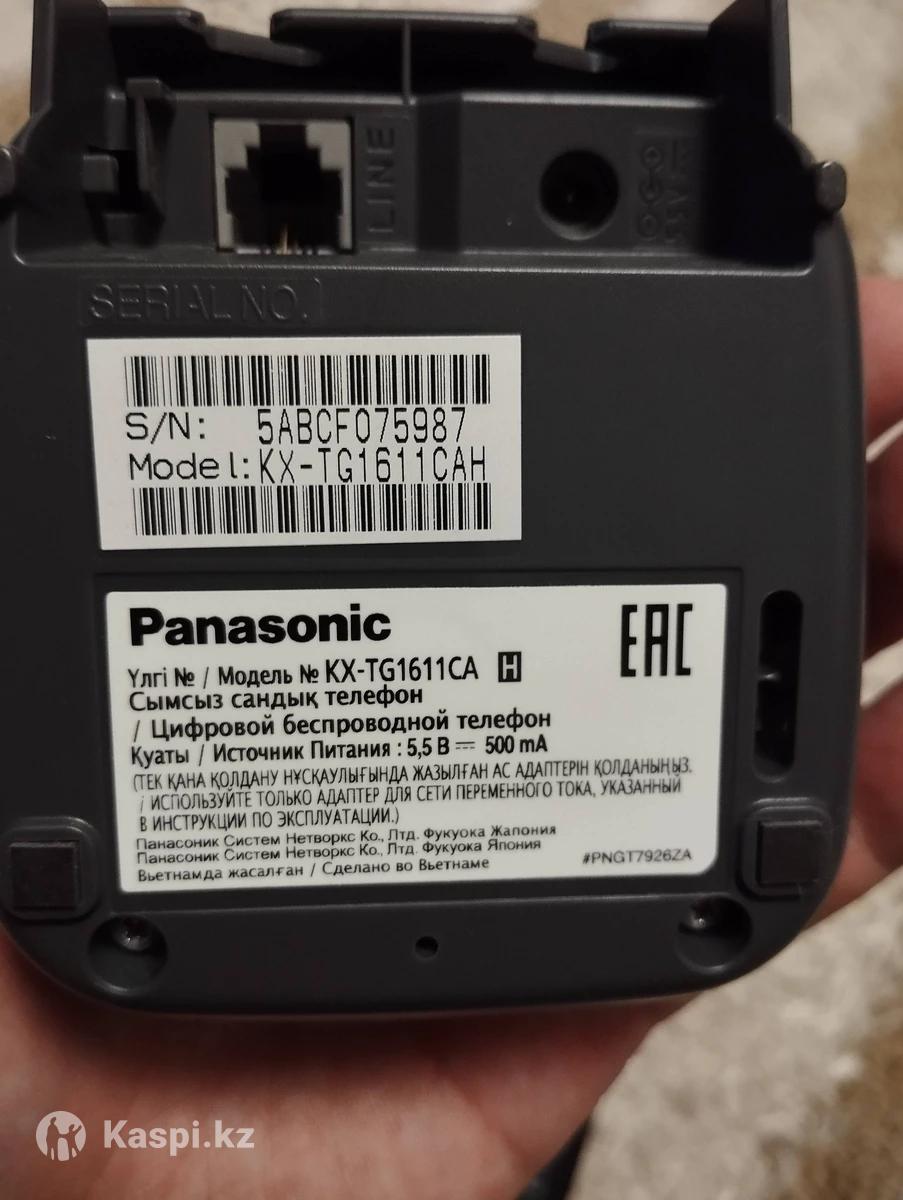 LINE
5.5V
SERIAL NO.
S/N: 5ABCF075987
Model: KX-TG1611CAH
Panasonic
EAC
Үлгі № / Модель № KX-TG1611CA H
Сымсыз сандық телефон
/ Цифровой беспроводной телефон
Қуаты / Источник Питания : 5,5 В 500 mA
(ТЕК ҚАНА ҚОЛДАНУ НҰСҚАУЛЫҒЫНДА ЖАЗЫЛҒАН АС АДАПТЕРІН ҚОЛДАНЫҢЫЗ.
/ ИСПОЛЬЗУЙТЕ ТОЛЬКО АДАПТЕР ДЛЯ СЕТИ ПЕРЕМЕННОГО ТОКА, УКАЗАННЫЙ
В ИНСТРУКЦИИ ПО ЭКСПЛУАТАЦИИ.)
Панасоник Систем Нетворкс Ко., Лтд. Фукуока Жапония
Панасоник Систем Нетворкс Ко., Лтд. Фукуока Япония
Вьетнамда жасалған / Сделано во Вьетнаме
#PNGT7926ZA
Kaspi.kz